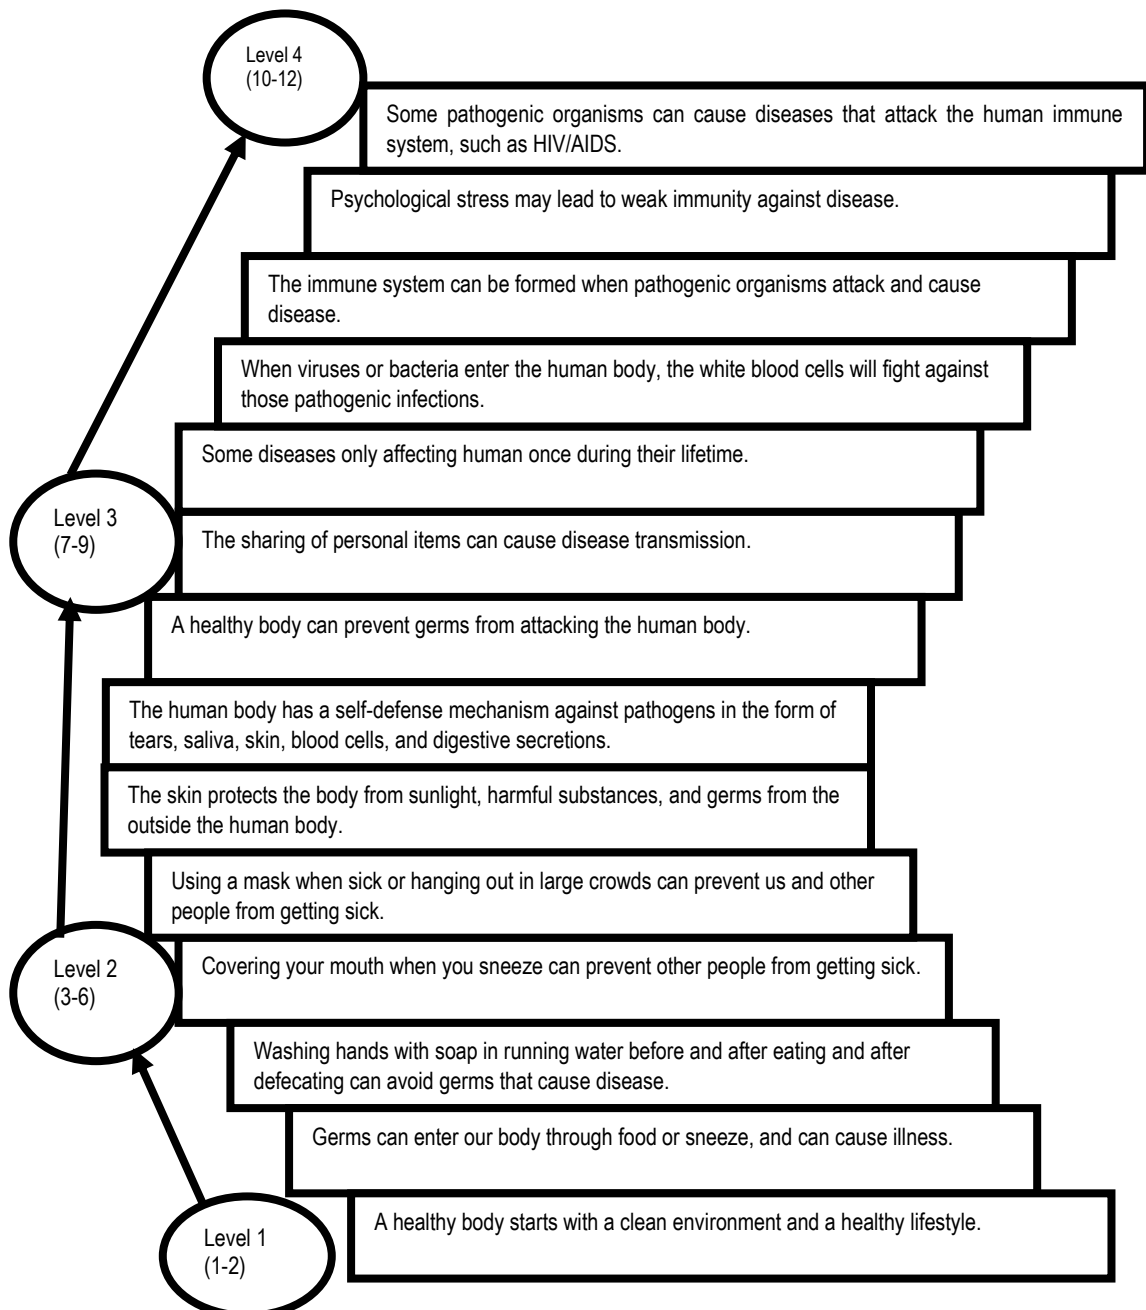 Level 4
(10-12)
Some pathogenic organisms can cause diseases that attack the human immune
system, such as HIV/AIDS.
Psychological stress may lead to weak immunity against disease.
The immune system can be formed when pathogenic organisms attack and cause
disease.
When viruses or bacteria enter the human body, the white blood cells will fight against
those pathogenic infections.
Some diseases only affecting human once during their lifetime.
Level 3
(7-9)
The sharing of personal items can cause disease transmission.
A healthy body can prevent germs from attacking the human body.
The human body has a self-defense mechanism against pathogens in the form of
tears, saliva, skin, blood cells, and digestive secretions.
The skin protects the body from sunlight, harmful substances, and germs from the
outside the human body.
Using a mask when sick or hanging out in large crowds can prevent us and other
people from getting sick.
Level 2
(3-6)
Covering your mouth when you sneeze can prevent other people from getting sick.
Washing hands with soap in running water before and after eating and after
defecating can avoid germs that cause disease.
Germs can enter our body through food or sneeze, and can cause illness.
Level 1
(1-2)
A healthy body starts with a clean environment and a healthy lifestyle.